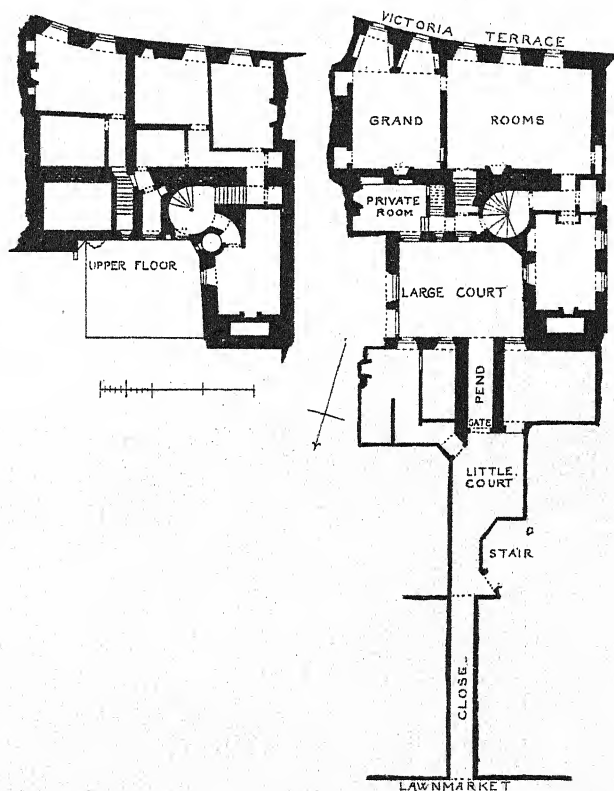 VICTORIA TERRACE
GRAND ROOMS
PRIVATE
ROOM
UPPER FLOOR
LARGE COURT
PEND
GATE
LITTLE.
COURT
STAIR
CLOSE
LAWNMARKET